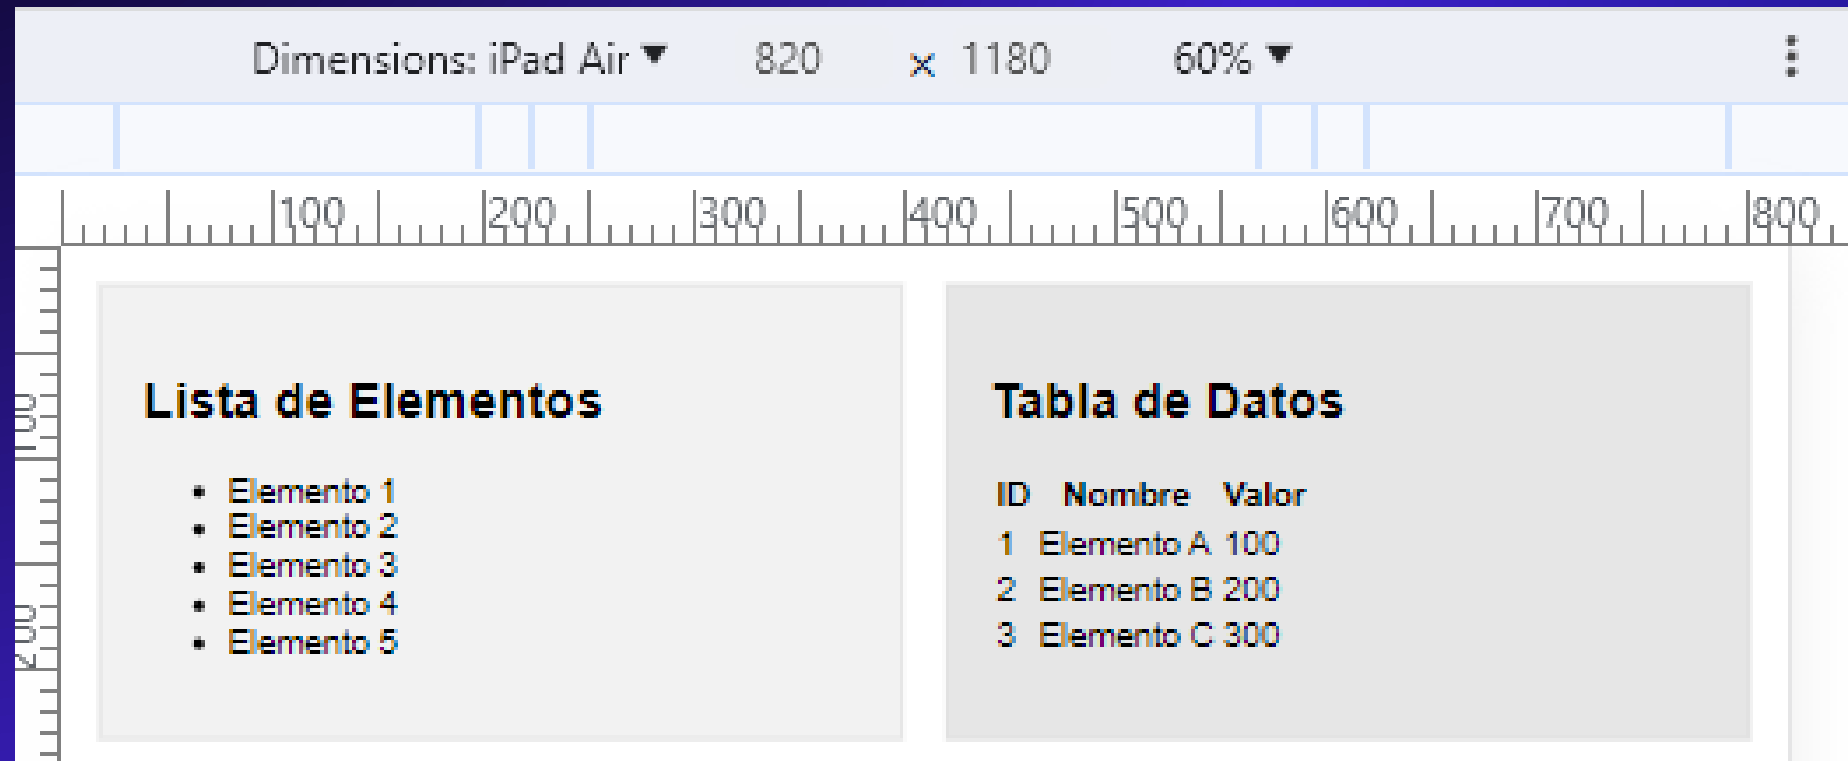 Dimensions: iPad Air ▼ 820 × 1180 60% ▼
100 200 300 400 500 600 700 800
100
200
Lista de Elementos
• Elemento 1
• Elemento 2
• Elemento 3
• Elemento 4
• Elemento 5
Tabla de Datos
ID Nombre Valor
1 Elemento A 100
2 Elemento B 200
3 Elemento C 300